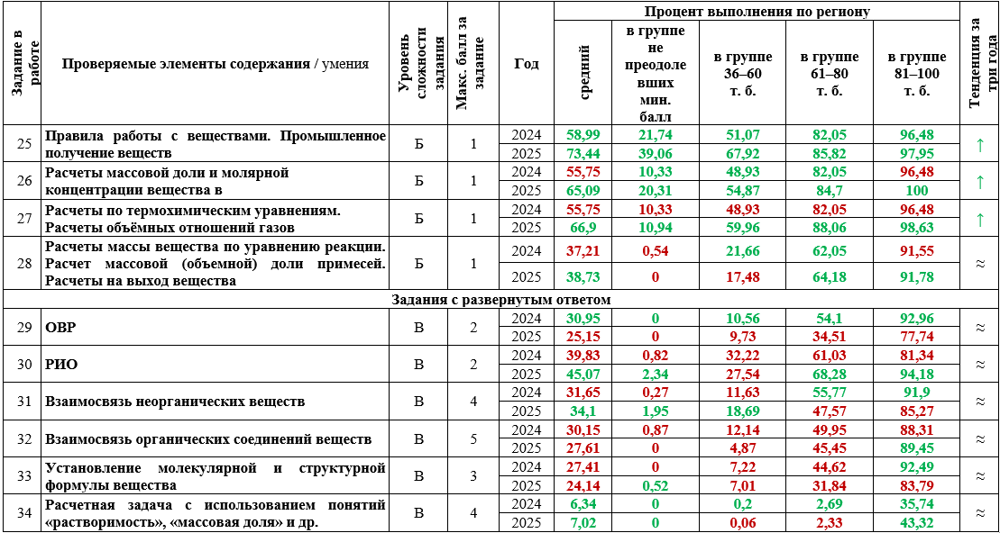 Задание в работе
Проверяемые элементы содержания / умения
Уровень сложности задания
Макс. балл за задание
Год
Процент выполнения по региону
средний
в группе не преодоле вших мин. балл
в группе 36–60 т. б.
в группе 61–80 т. б.
в группе 81–100 т. б.
Тенденция за три года
25 Правила работы с веществами. Промышленное получение веществ Б 1
2024 58,99 21,74 51,07 82,05 96,48 ↑
2025 73,44 39,06 67,92 85,82 97,95
26 Расчеты массовой доли и молярной концентрации вещества в Б 1
2024 55,75 10,33 48,93 82,05 96,48 ↑
2025 65,09 20,31 54,87 84,7 100
27 Расчеты по термохимическим уравнениям. Расчеты объёмных отношений газов Б 1
2024 55,75 10,33 48,93 82,05 96,48 ↑
2025 66,9 10,94 59,96 88,06 98,63
28 Расчеты массы вещества по уравнению реакции. Расчет массовой (объемной) доли примесей. Расчеты на выход вещества Б 1
2024 37,21 0,54 21,66 62,05 91,55 ≈
2025 38,73 0 17,48 64,18 91,78
Задания с развернутым ответом
29 ОВР В 2
2024 30,95 0 10,56 54,1 92,96 ≈
2025 25,15 0 9,73 34,51 77,74
30 РИО В 2
2024 39,83 0,82 32,22 61,03 81,34 ≈
2025 45,07 2,34 27,54 68,28 94,18
31 Взаимосвязь неорганических веществ В 4
2024 31,65 0,27 11,63 55,77 91,9 ≈
2025 34,1 1,95 18,69 47,57 85,27
32 Взаимосвязь органических соединений веществ В 5
2024 30,15 0,87 12,14 49,95 88,31 ≈
2025 27,61 0 4,87 45,45 89,45
33 Установление молекулярной и структурной формулы вещества В 3
2024 27,41 0 7,22 44,62 92,49 ≈
2025 24,14 0,52 7,01 31,84 83,79
34 Расчетная задача с использованием понятий «растворимость», «массовая доля» и др. В 4
2024 6,34 0 0,2 2,69 35,74 ≈
2025 7,02 0 0,06 2,33 43,32